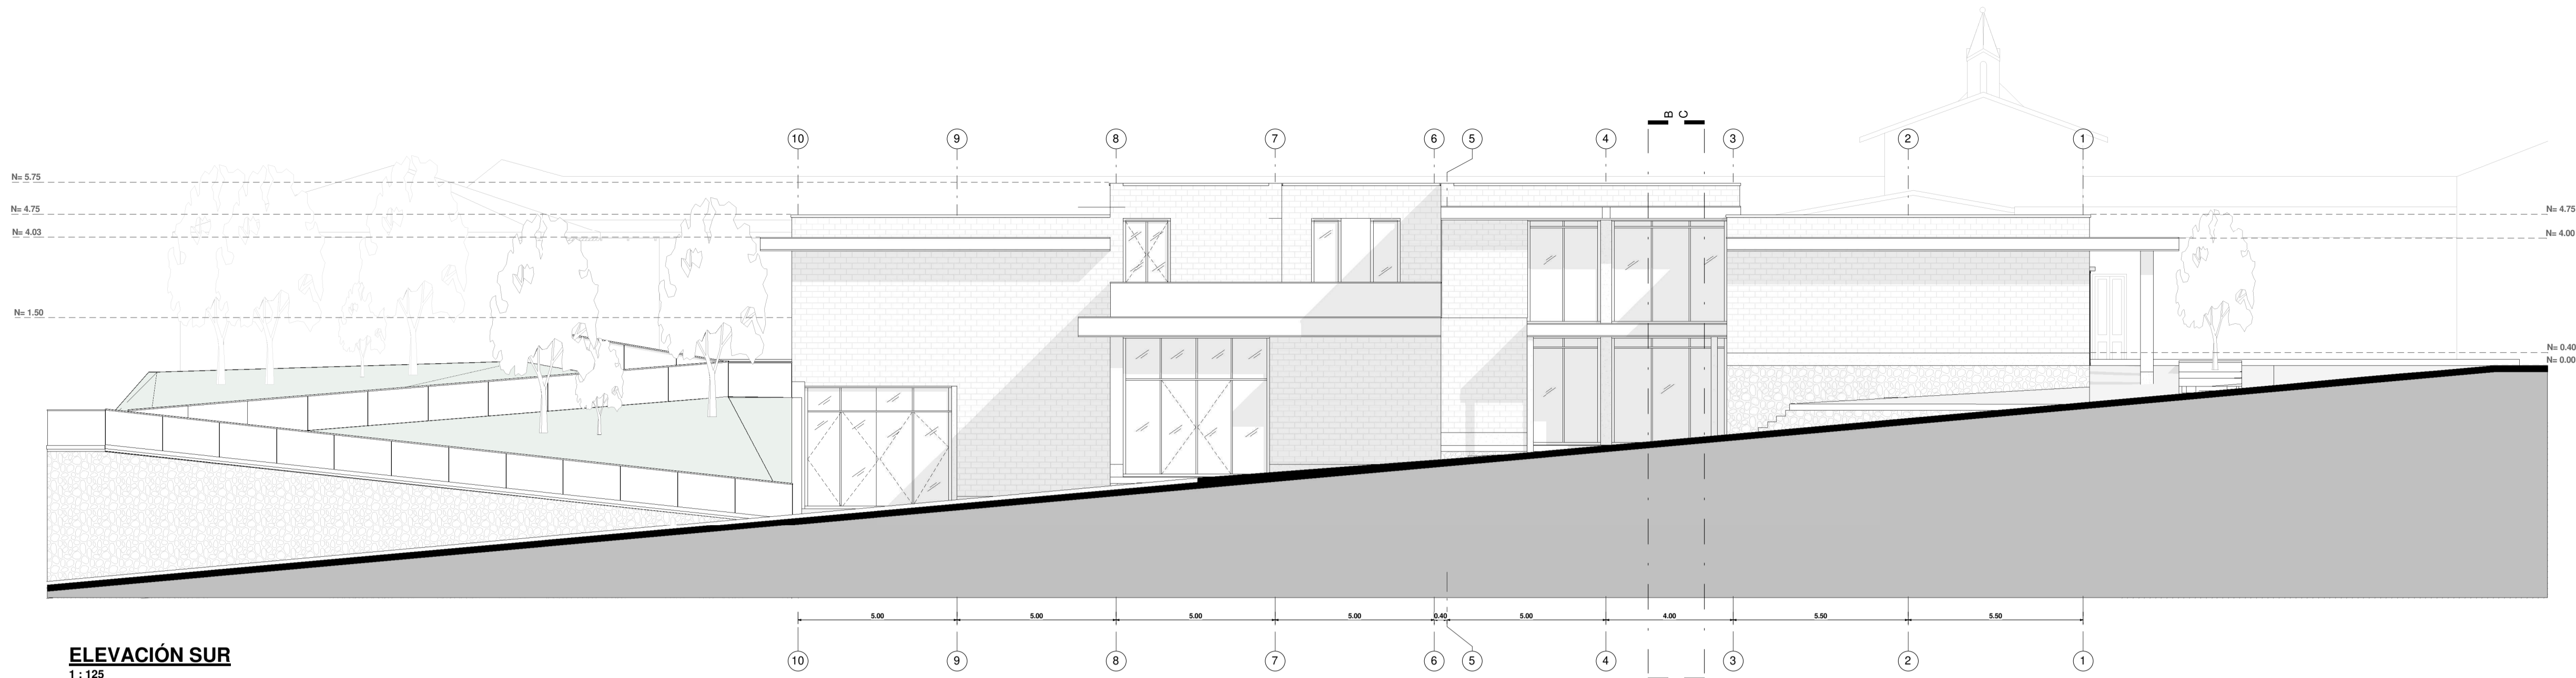 B C
10 9 8 7 6 5 4 3 2 1
N= 5.75
N= 4.75
N= 4.03
N= 1.50
N= 4.75
N= 4.00
N= 0.40
N= 0.00
5.00 5.00 5.00 5.00 0.40 5.00 4.00 5.50 5.50
10 9 8 7 6 5 4 3 2 1
ELEVACIÓN SUR
1 : 125